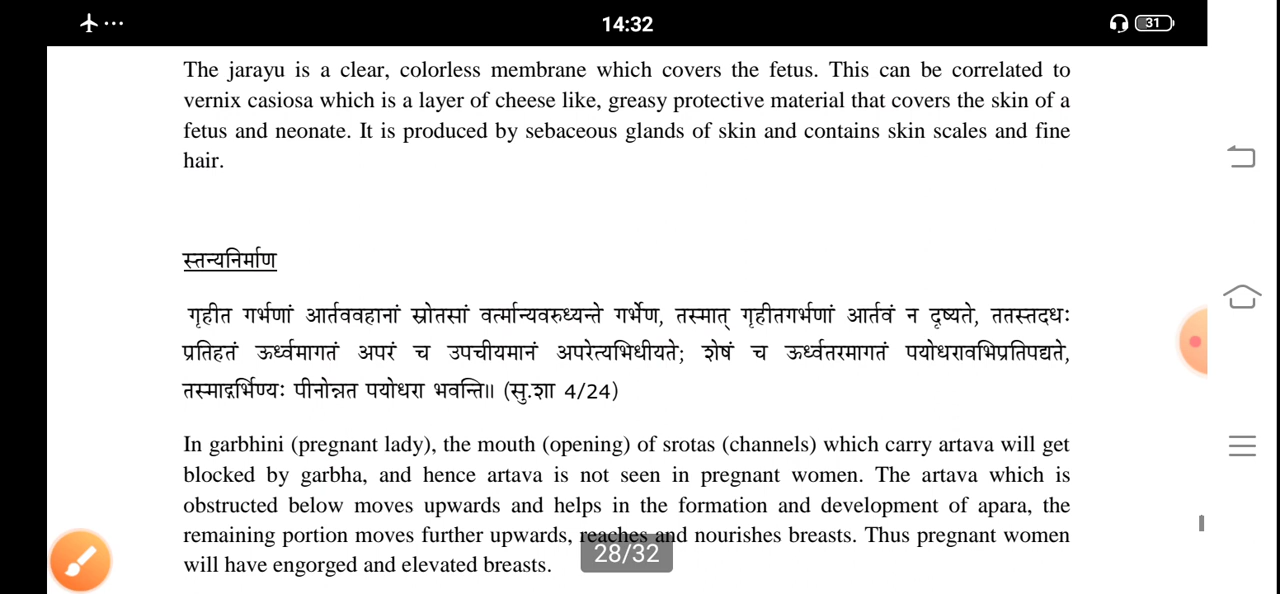 14:32
31
The jarayu is a clear, colorless membrane which covers the fetus. This can be correlated to
vernix casiosa which is a layer of cheese like, greasy protective material that covers the skin of a
fetus and neonate. It is produced by sebaceous glands of skin and contains skin scales and fine
hair.
स्तन्यनिर्माण
गृहीत गर्भणां आर्तववहानां स्रोतसां वर्त्मान्यवरुध्यन्ते गर्भेण, तस्मात् गृहीतगर्भणां आर्तवं न दृष्यते, ततस्तदधः
प्रतिहतं ऊर्ध्वमागतं अपरं च उपचीयमानं अपरेत्यभिधीयते; शेषं च ऊर्ध्वतरमागतं पयोधरावभिप्रतिपद्यते,
तस्माद्गर्भिण्यः पीनोन्नत पयोधरा भवन्ति॥ (सु.शा 4/24)
In garbhini (pregnant lady), the mouth (opening) of srotas (channels) which carry artava will get
blocked by garbha, and hence artava is not seen in pregnant women. The artava which is
obstructed below moves upwards and helps in the formation and development of apara, the
remaining portion moves further upwards, reaches and nourishes breasts. Thus pregnant women
will have engorged and elevated breasts.
28/32